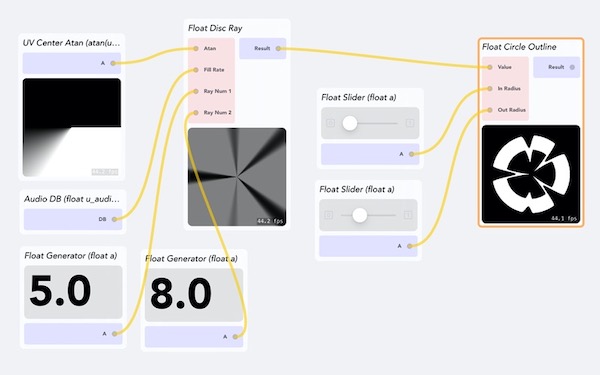 UV Center Atan (atan(u...
A
44.2 fps
Audio DB (float u_audi...
DB
Float Generator (float a)
5.0
A
Float Generator (float a)
8.0
A
Float Disc Ray
Atan
Result
Fill Rate
Ray Num 1
Ray Num 2
44.2 fps
Float Slider (float a)
A
Float Slider (float a)
A
Float Circle Outline
Value
Result
In Radius
Out Radius
44.1 fps